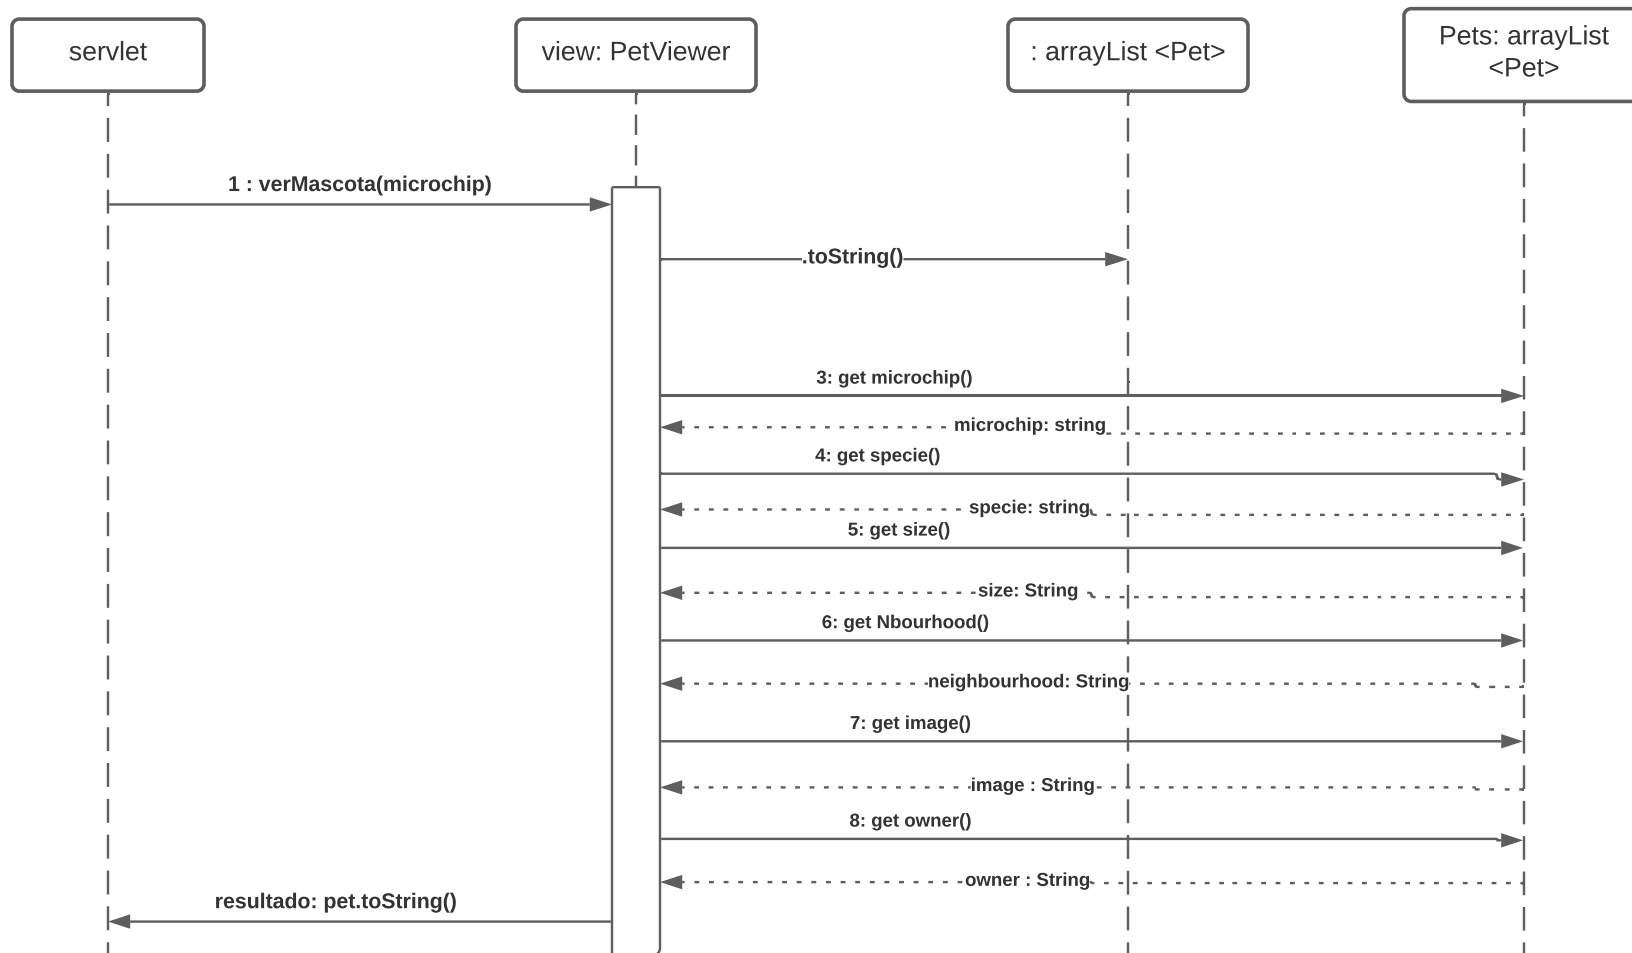 servlet
view: PetViewer
: arrayList <Pet>
Pets: arrayList
<Pet>
1 : verMascota(microchip)
.toString()
3: get microchip()
microchip: string
4: get specie()
specie: string
5: get size()
size: String
6: get Nbourhood()
neighbourhood: String
7: get image()
image : String
8: get owner()
owner : String
resultado: pet.toString()